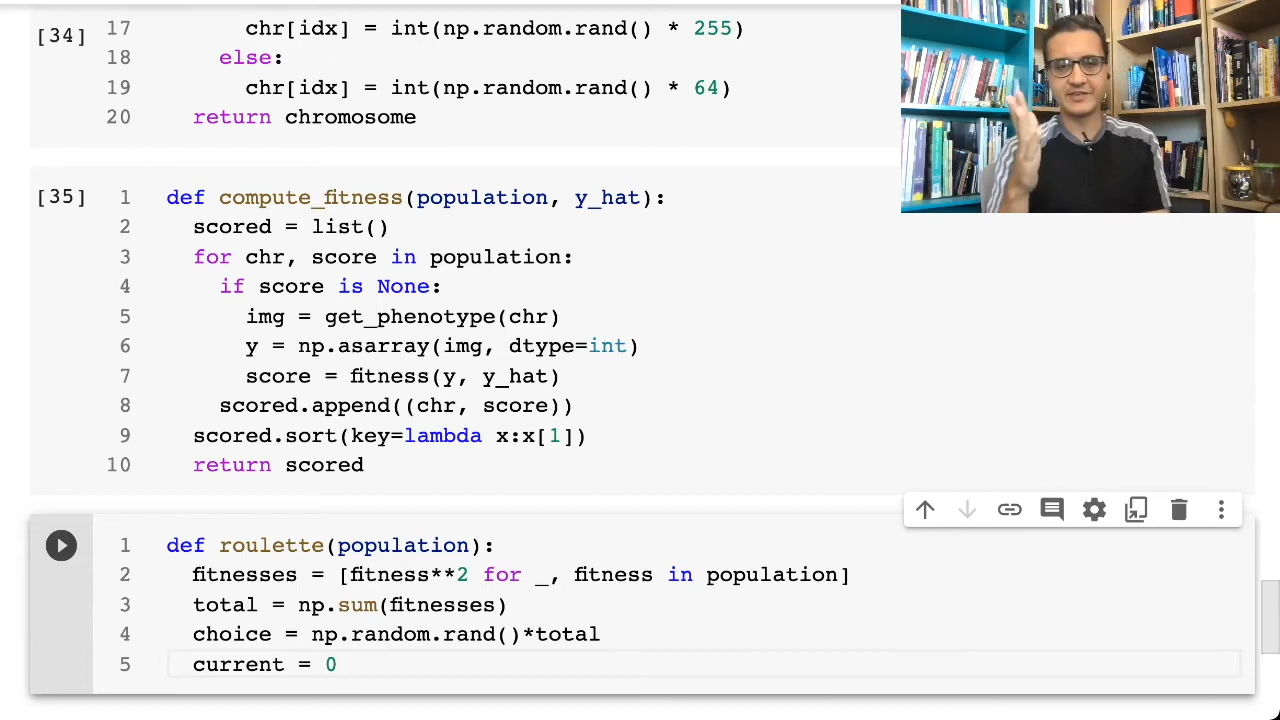 [34]
17 chr[idx] = int(np.random.rand() * 255)
18 else:
19 chr[idx] = int(np.random.rand() * 64)
20 return chromosome
[35]
1 def compute_fitness(population, y_hat):
2 scored = list()
3 for chr, score in population:
4 if score is None:
5 img = get_phenotype(chr)
6 y = np.asarray(img, dtype=int)
7 score = fitness(y, y_hat)
8 scored.append((chr, score))
9 scored.sort(key=lambda x:x[1])
10 return scored
1 def roulette(population):
2 fitnesses = [fitness**2 for _, fitness in population]
3 total = np.sum(fitnesses)
4 choice = np.random.rand()*total
5 current = 0